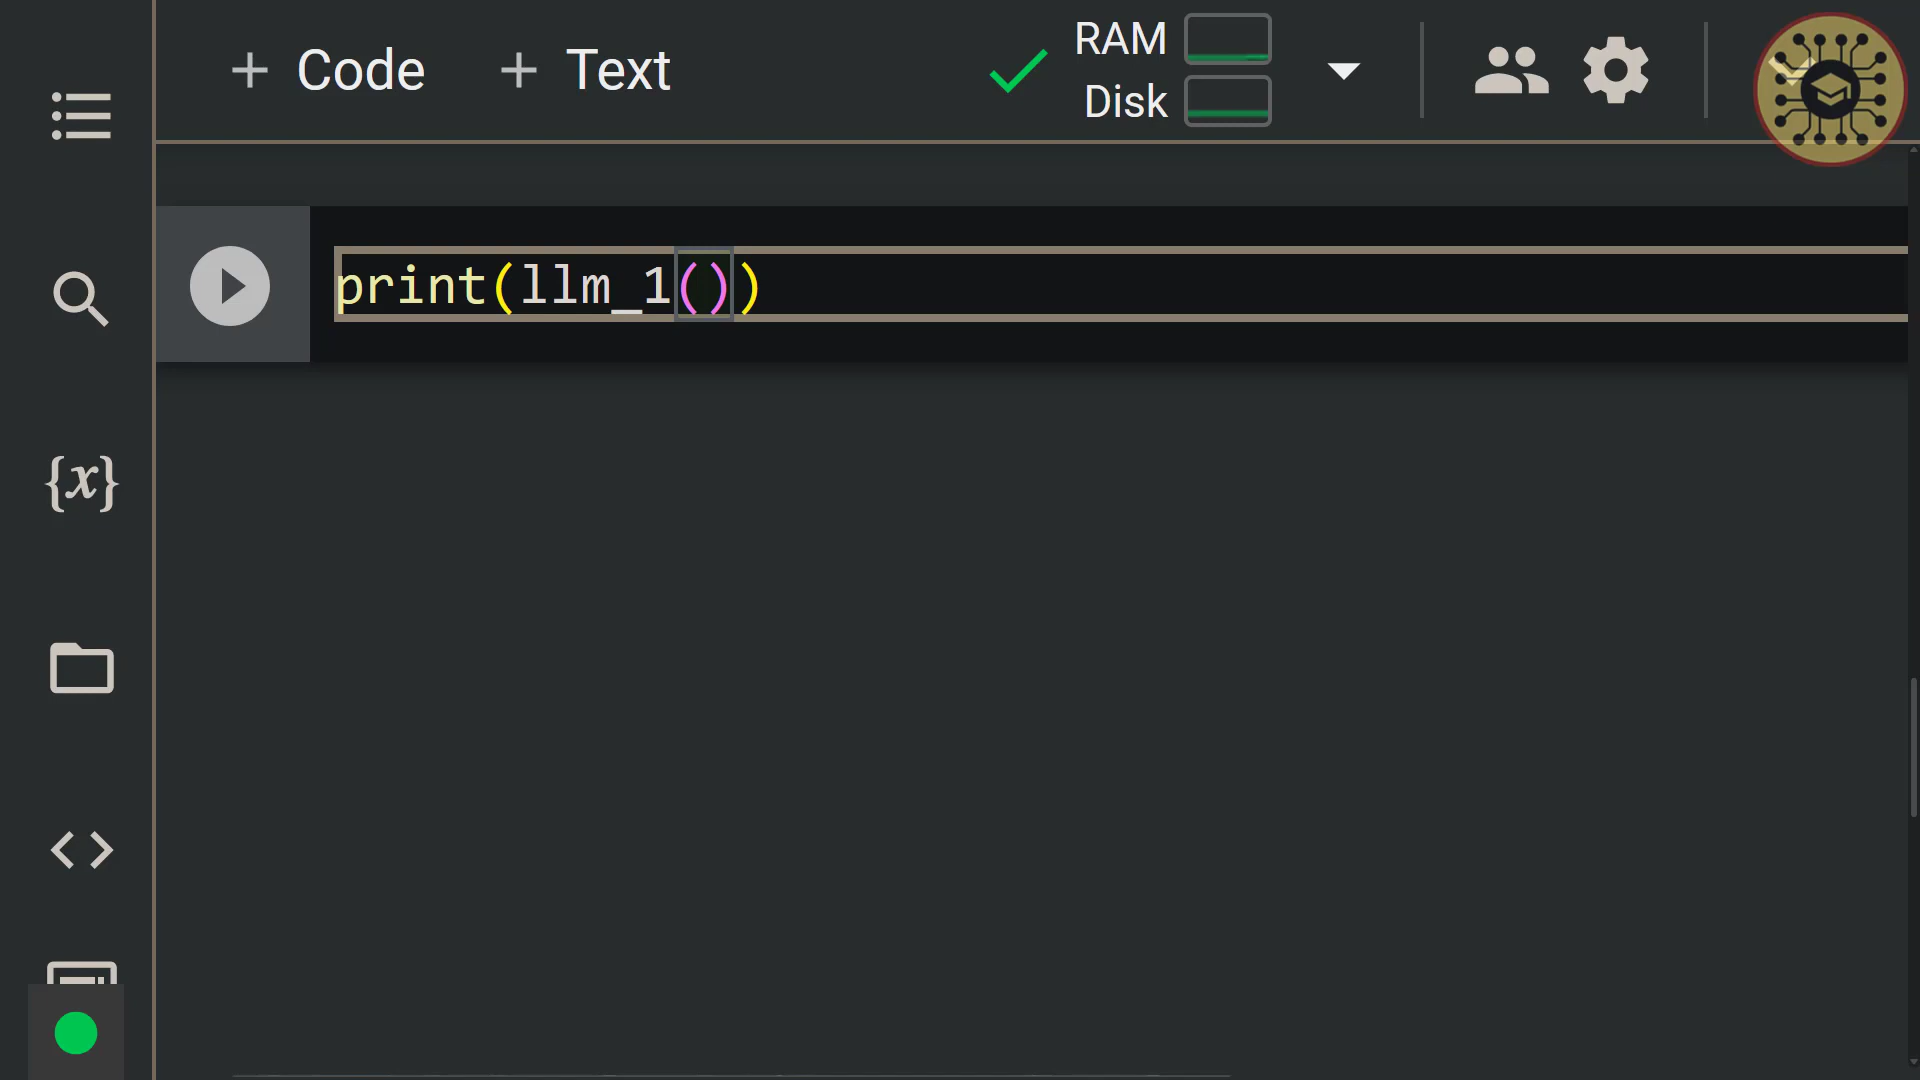 + Code + Text
RAM
Disk
{x}
print(llm_1())